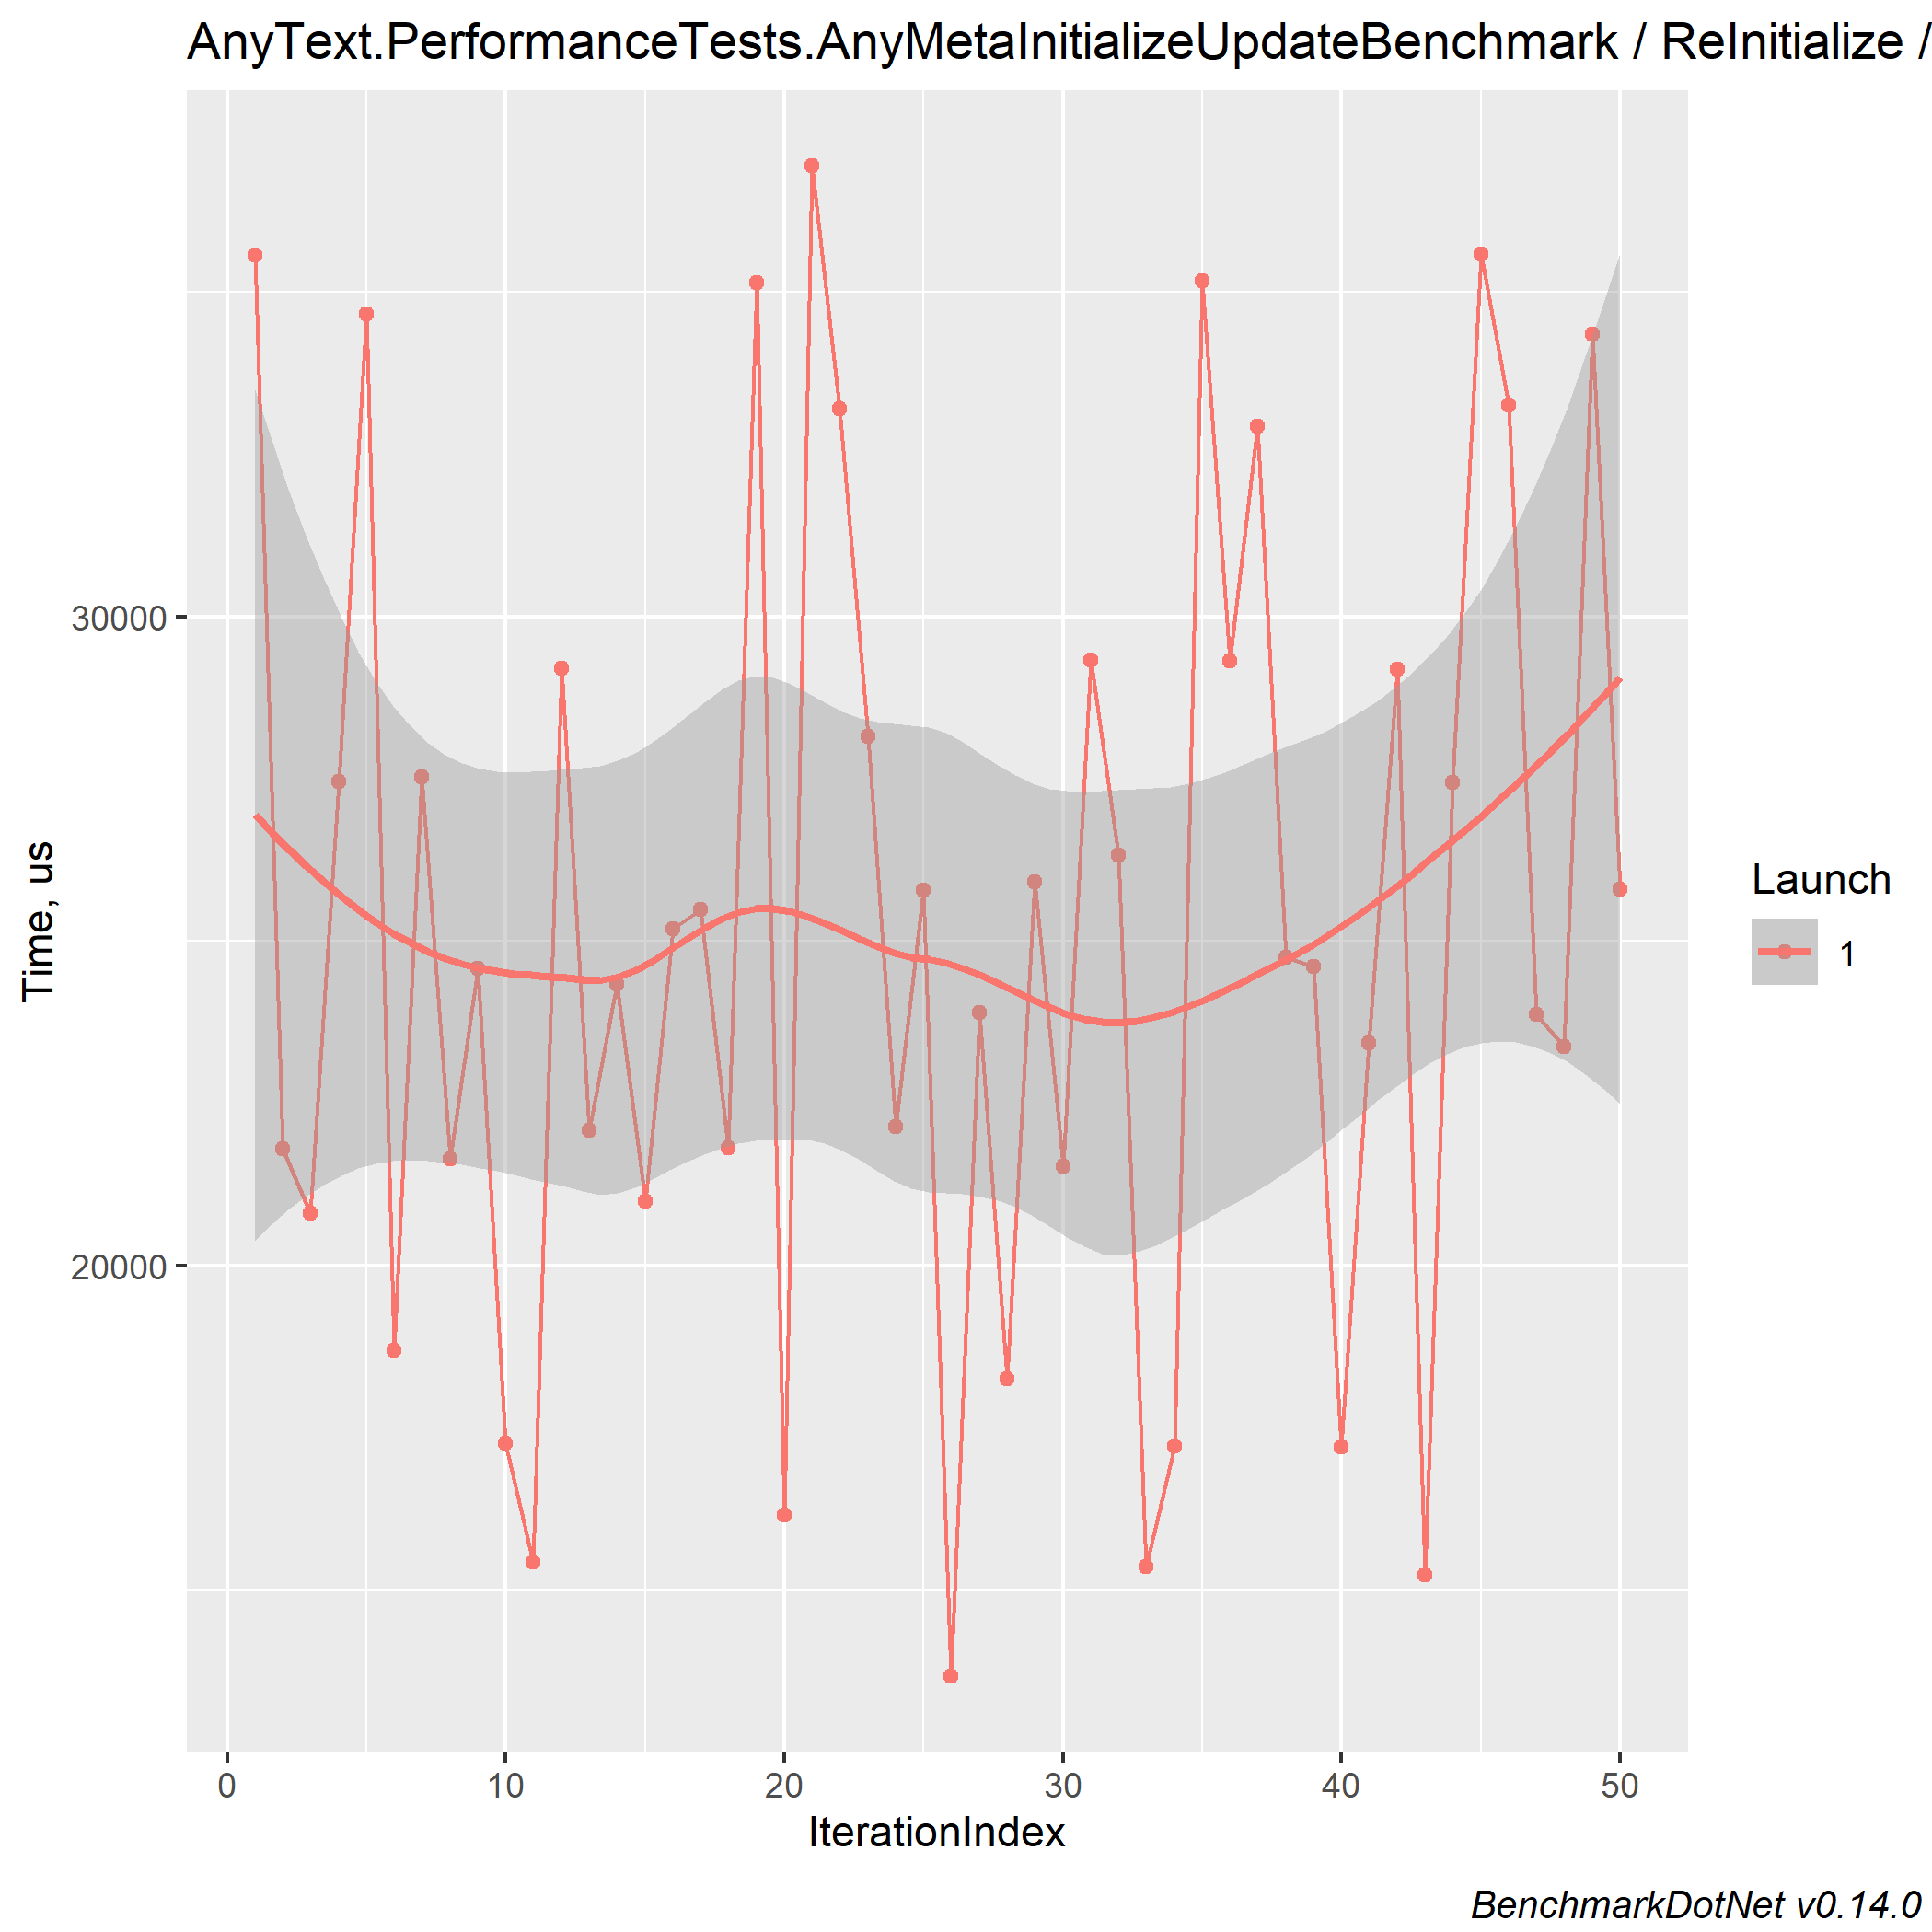 AnyText.PerformanceTests.AnyMetaInitializeUpdateBenchmark / ReInitialize /
Time, us
30000
20000
0 10 20 30 40 50
IterationIndex
Launch
1
BenchmarkDotNet v0.14.0